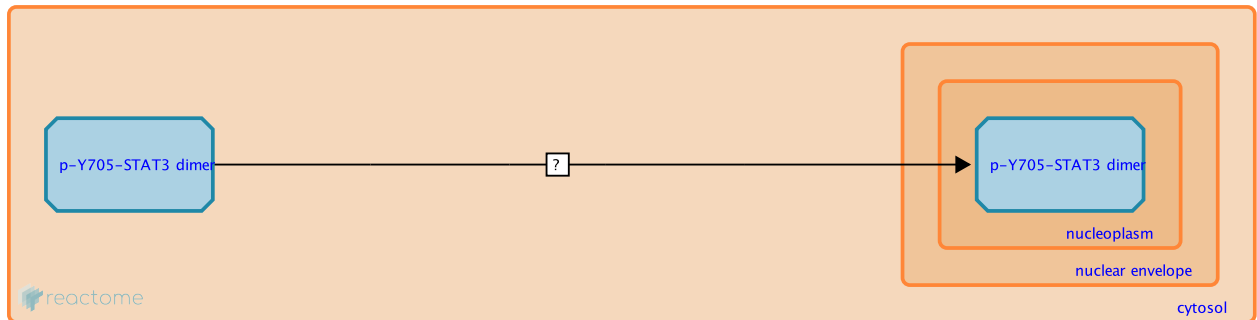 p-Y705-STAT3 dimer
?
p-Y705-STAT3 dimer
nucleoplasm
nuclear envelope
reactome
cytosol